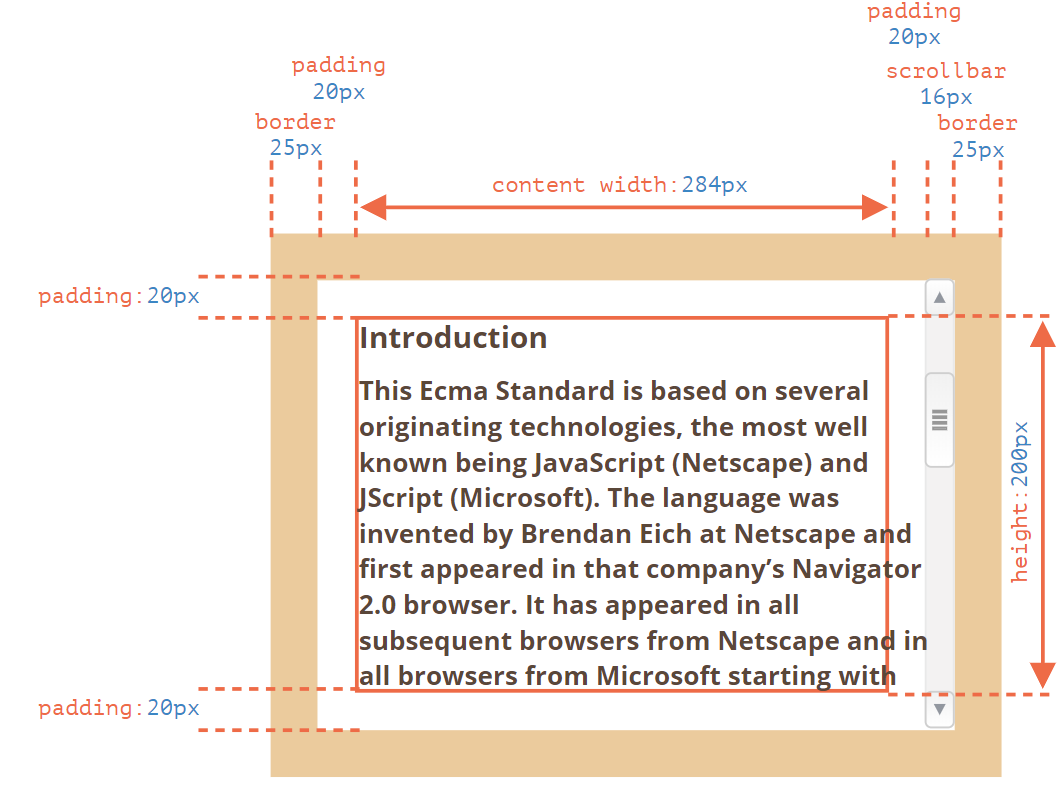 padding
20px
padding
20px
scrollbar
16px
border
25px
border
25px
content width:284px
padding:20px
Introduction
This Ecma Standard is based on several
originating technologies, the most well
known being JavaScript (Netscape) and
JScript (Microsoft). The language was
invented by Brendan Eich at Netscape and
first appeared in that company’s Navigator
2.0 browser. It has appeared in all
subsequent browsers from Netscape and in
all browsers from Microsoft starting with
height:200px
padding:20px